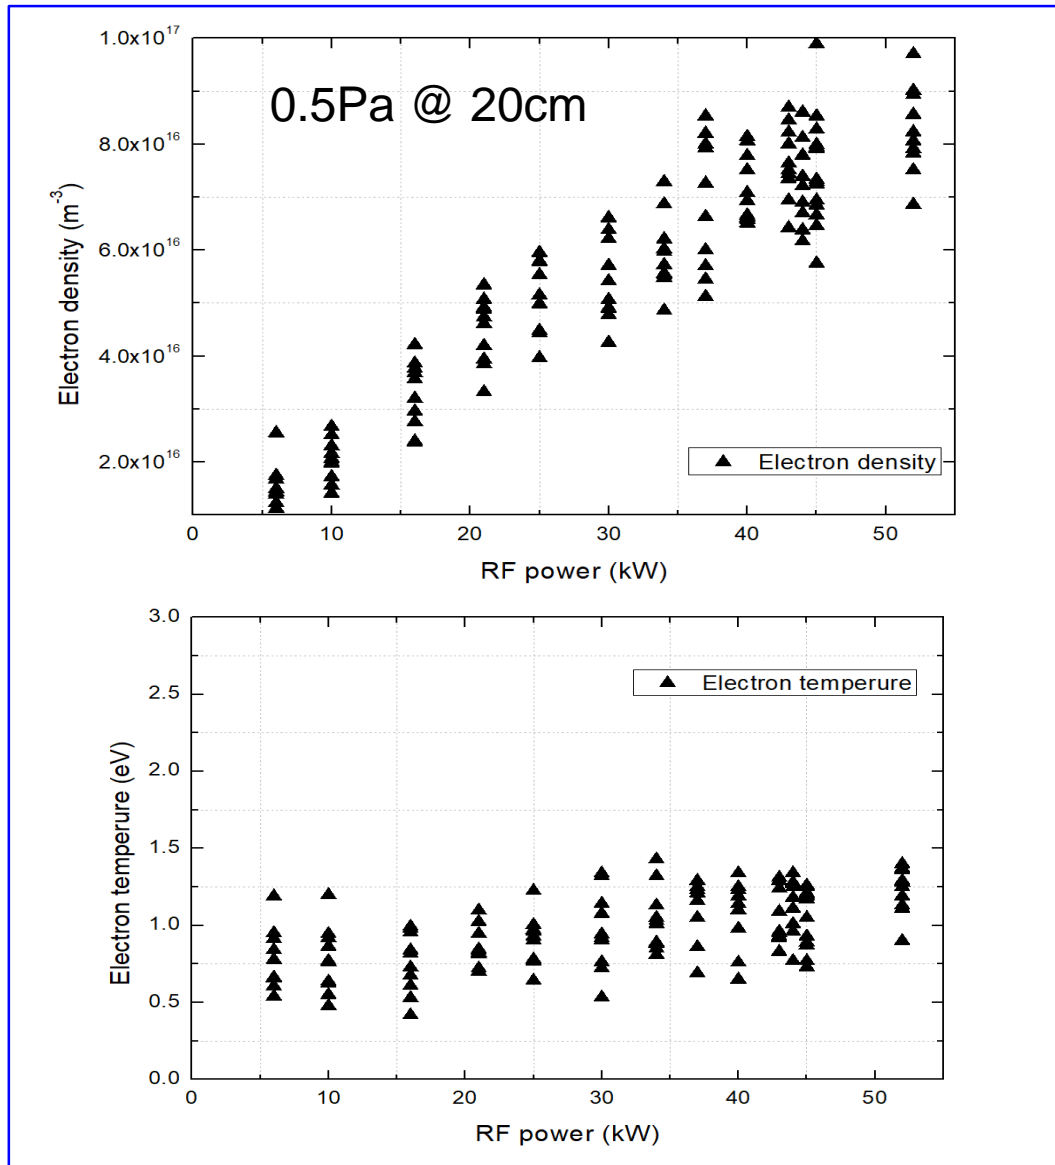 1.0x10^17
8.0x10^16
6.0x10^16
4.0x10^16
2.0x10^16
Electron density (m^-3)
0.5Pa @ 20cm
Electron density
0 10 20 30 40 50
RF power (kW)
3.0
2.5
2.0
1.5
1.0
0.5
0.0
Electron temperure (eV)
Electron temperure
0 10 20 30 40 50
RF power (kW)